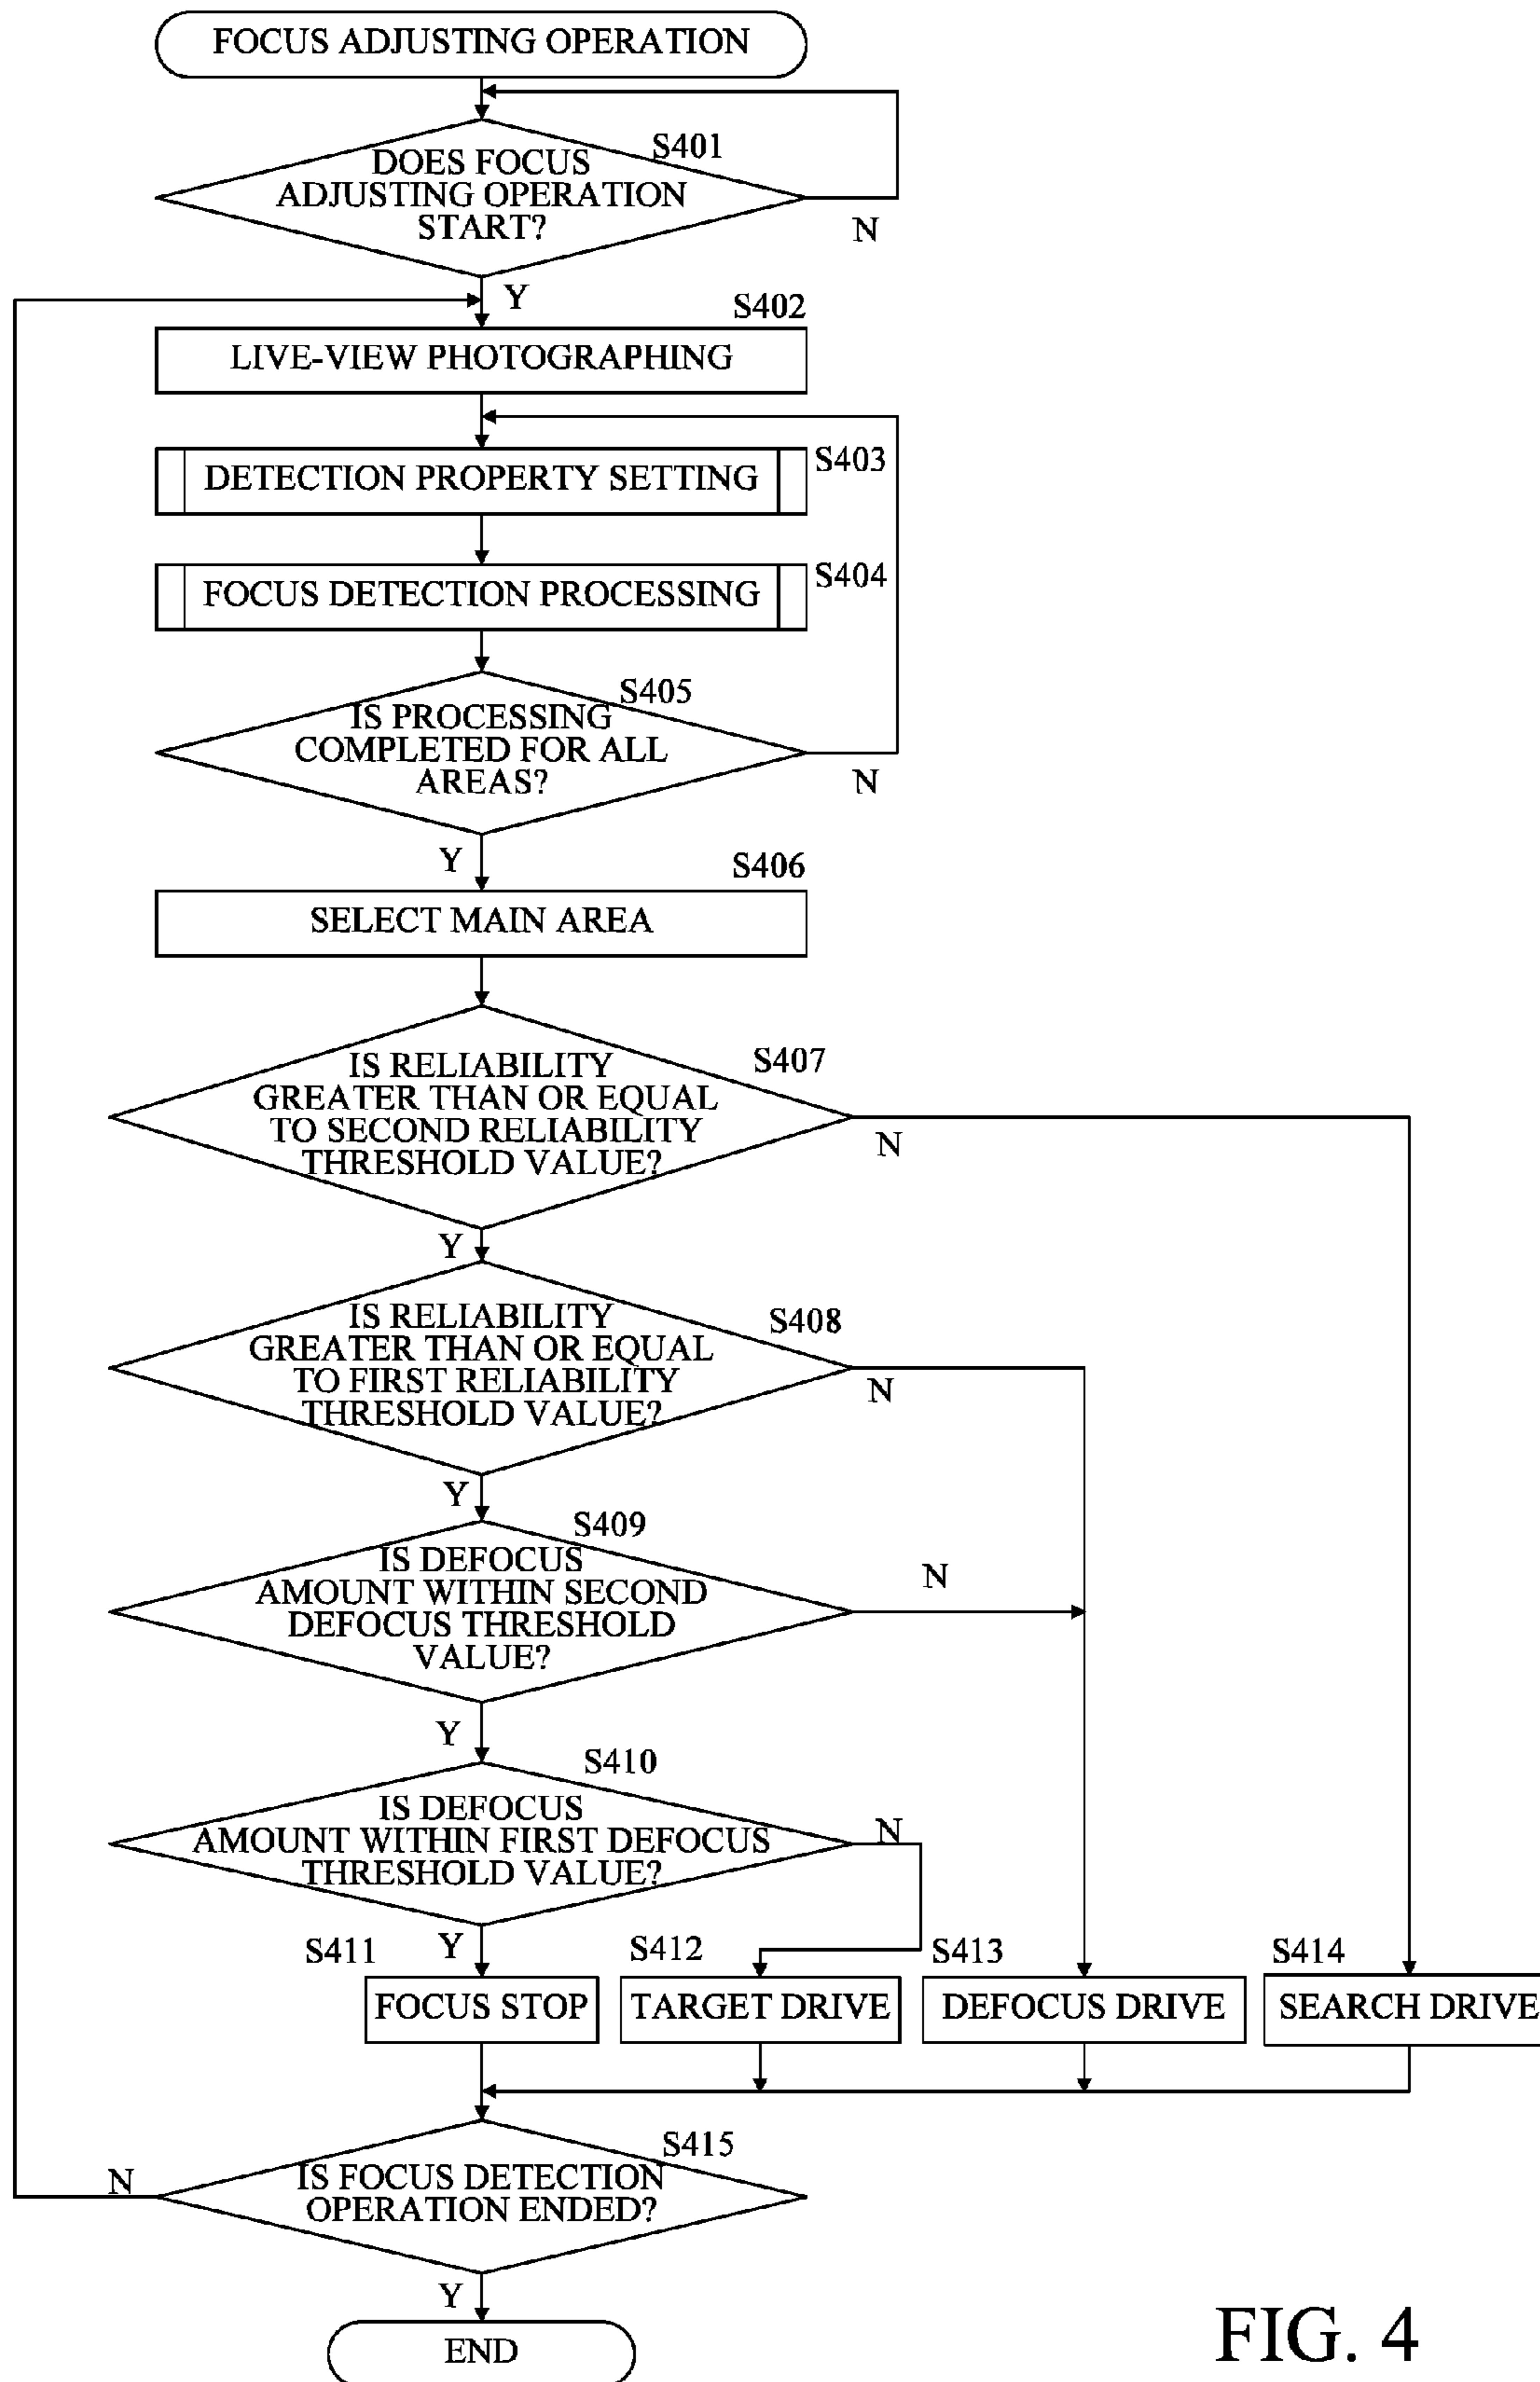 FOCUS ADJUSTING OPERATION
S401
DOES FOCUS
ADJUSTING OPERATION
START?
N
Y
S402
LIVE-VIEW PHOTOGRAPHING
S403
DETECTION PROPERTY SETTING
S404
FOCUS DETECTION PROCESSING
S405
IS PROCESSING
COMPLETED FOR ALL
AREAS?
N
Y
S406
SELECT MAIN AREA
S407
IS RELIABILITY
GREATER THAN OR EQUAL
TO SECOND RELIABILITY
THRESHOLD VALUE?
N
Y
S408
IS RELIABILITY
GREATER THAN OR EQUAL
TO FIRST RELIABILITY
THRESHOLD VALUE?
N
Y
S409
IS DEFOCUS
AMOUNT WITHIN SECOND
DEFOCUS THRESHOLD
VALUE?
N
Y
S410
IS DEFOCUS
AMOUNT WITHIN FIRST DEFOCUS
THRESHOLD VALUE?
N
Y
S411
FOCUS STOP
S412
TARGET DRIVE
S413
DEFOCUS DRIVE
S414
SEARCH DRIVE
S415
IS FOCUS DETECTION
OPERATION ENDED?
N
Y
END
FIG. 4